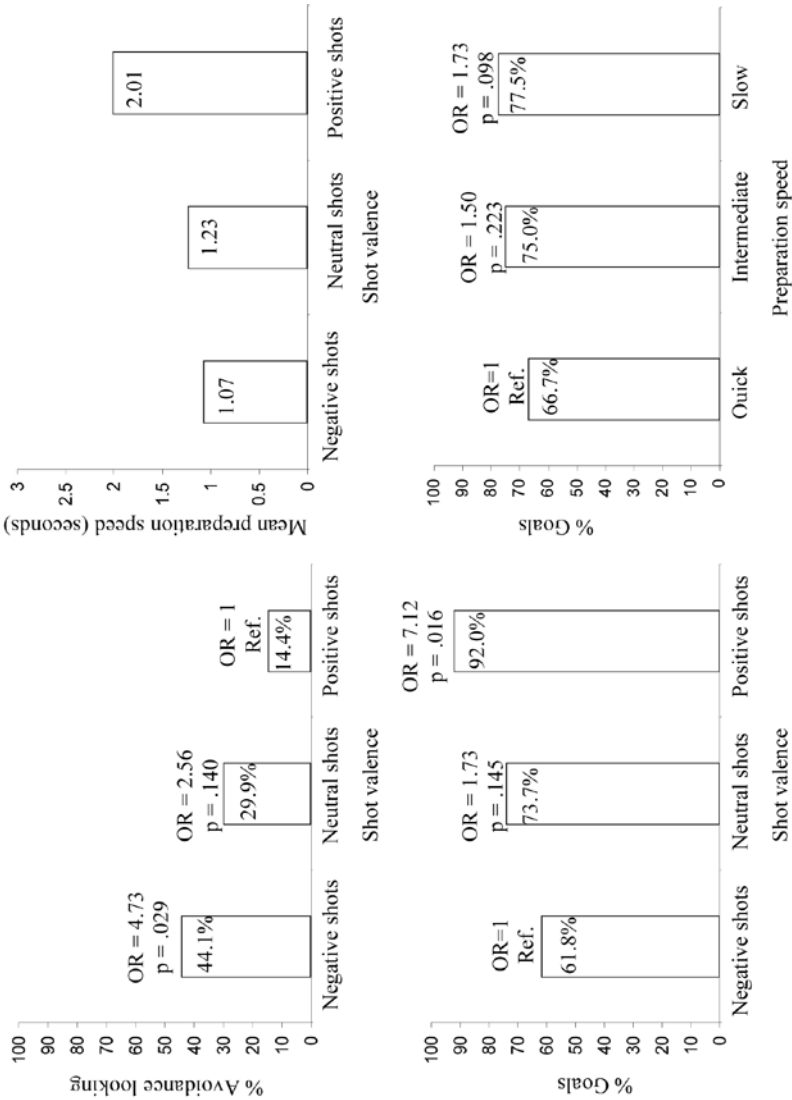 % Avoidance looking
100
90
80
70
60
50
40
30
20
10
0
OR = 4.73
p = .029
44.1%
OR = 2.56
p = .140
29.9%
OR = 1
Ref.
14.4%
Negative shots
Neutral shots
Positive shots
Shot valence
Mean preparation speed (seconds)
3
2.5
2
1.5
1
0.5
0
1.07
1.23
2.01
Negative shots
Neutral shots
Positive shots
Shot valence
% Goals
100
90
80
70
60
50
40
30
20
10
0
OR=1
Ref.
61.8%
OR = 1.73
p = .145
73.7%
OR = 7.12
p = .016
92.0%
Negative shots
Neutral shots
Positive shots
Shot valence
% Goals
100
90
80
70
60
50
40
30
20
10
0
OR=1
Ref.
66.7%
OR = 1.50
p = .223
75.0%
OR = 1.73
p = .098
77.5%
Ouick
Intermediate
Slow
Preparation speed